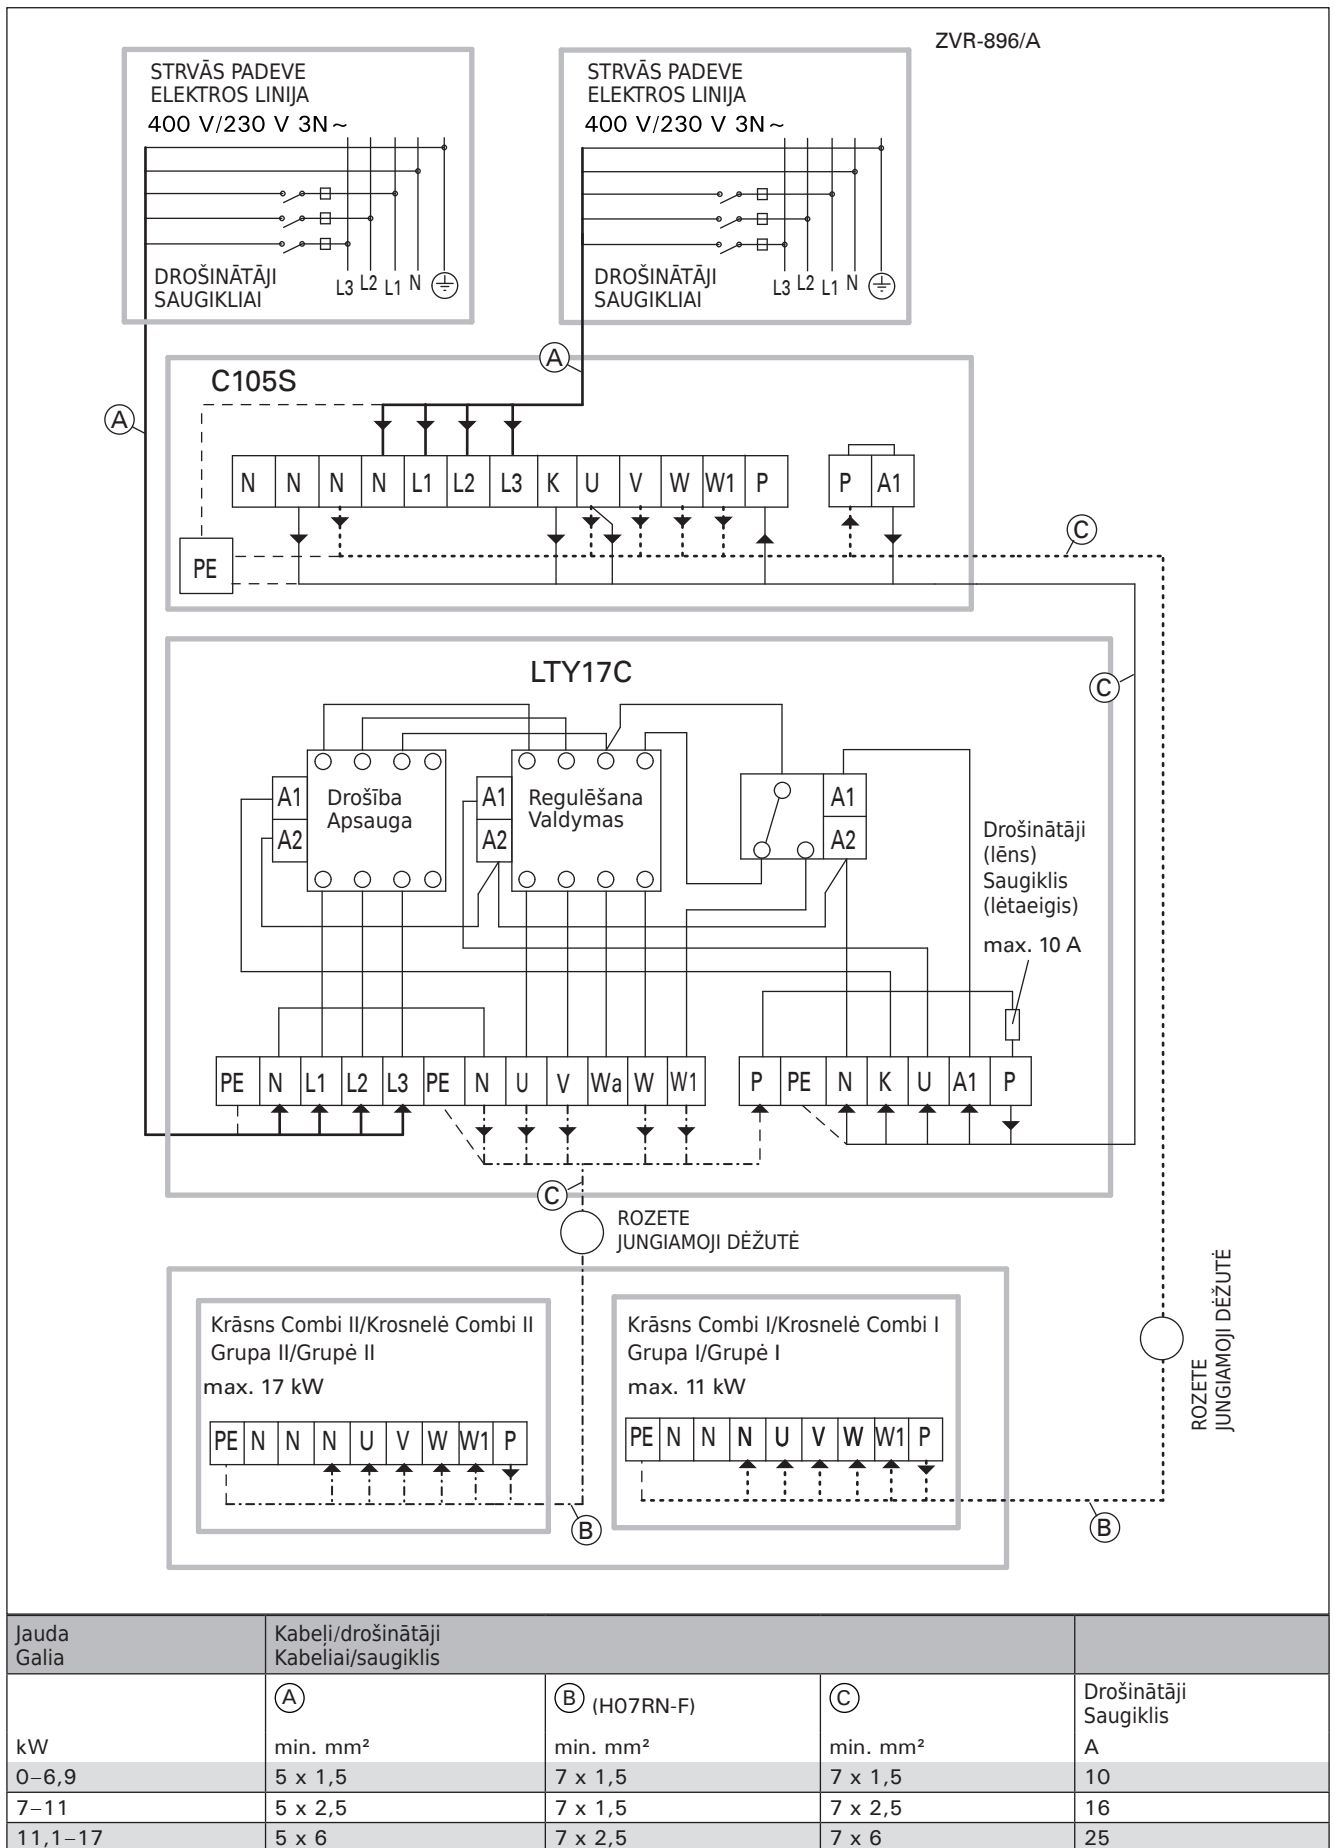 ZVR-896/A
STRVĀS PADEVE
ELEKTROS LINIJA
400 V/230 V 3N~
DROŠINĀTĀJI
SAUGIKLIAI
L3 L2 L1 N
STRVĀS PADEVE
ELEKTROS LINIJA
400 V/230 V 3N~
DROŠINĀTĀJI
SAUGIKLIAI
L3 L2 L1 N
A
A
C105S
N N N N L1 L2 L3 K U V W W1 P
P A1
PE
C
LTY17C
C
A1
A2
Drošība
Apsauga
A1
A2
Regulēšana
Valdymas
A1
A2
Drošinātāji
(lēns)
Saugiklis
(lėtaeigis)
max. 10 A
PE N L1 L2 L3 PE N U V Wa W W1
P PE N K U A1 P
C
ROZETE
JUNGIAMOJI DĖŽUTĖ
ROZETE
JUNGIAMOJI DĖŽUTĖ
Krāsns Combi II/Krosnelė Combi II
Grupa II/Grupė II
max. 17 kW
PE N N N U V W W1 P
B
Krāsns Combi I/Krosnelė Combi I
Grupa I/Grupė I
max. 11 kW
PE N N N U V W W1 P
B
Jauda
Galia
Kabeļi/drošinātāji
Kabeliai/saugiklis
A
B (H07RN-F)
C
Drošinātāji
Saugiklis
kW min. mm² min. mm² min. mm² A
0–6,9 5 x 1,5 7 x 1,5 7 x 1,5 10
7–11 5 x 2,5 7 x 1,5 7 x 2,5 16
11,1–17 5 x 6 7 x 2,5 7 x 6 25